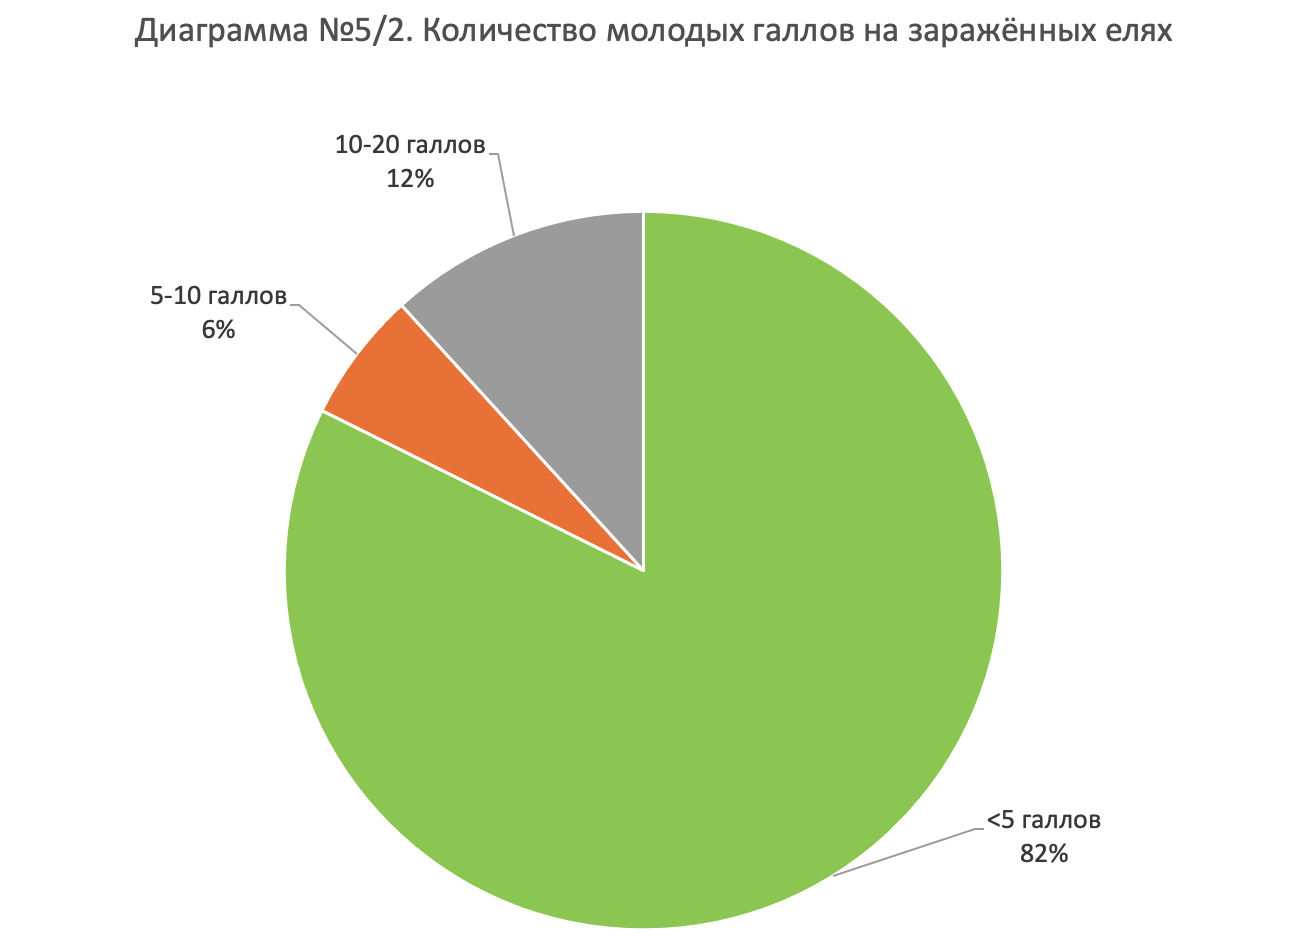 Диаграмма №5/2. Количество молодых галлов на заражённых елях
10-20 галлов
12%
5-10 галлов
6%
<5 галлов
82%